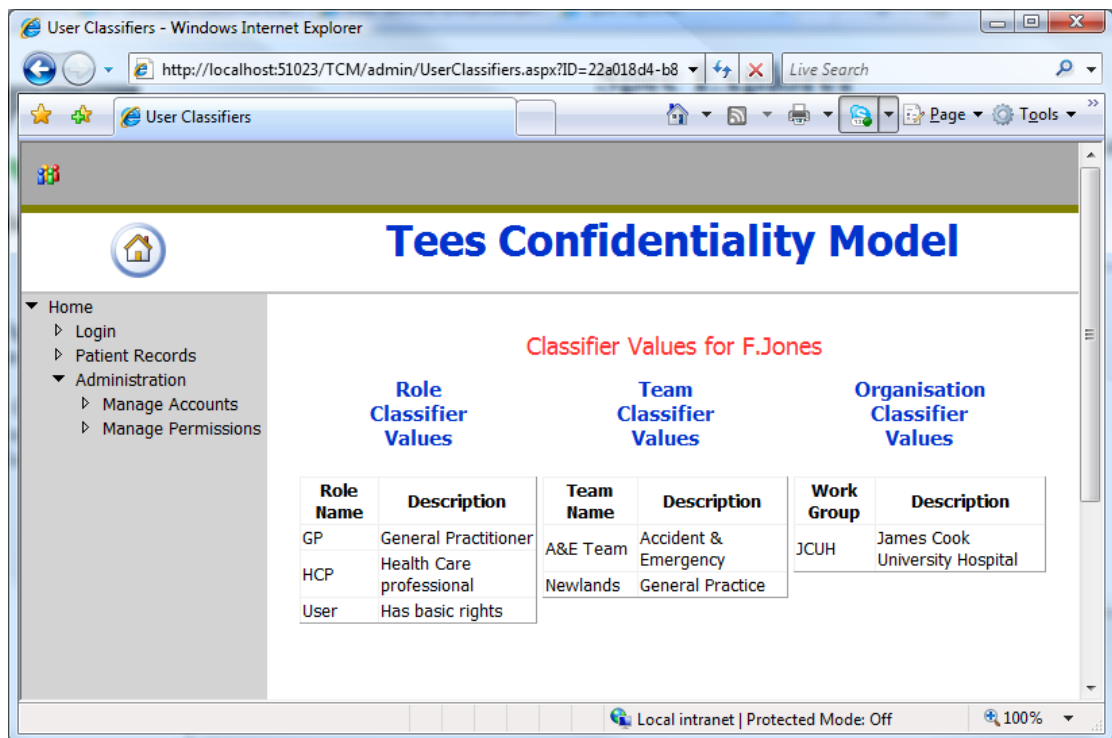 User Classifiers - Windows Internet Explorer
http://localhost:51023/TCM/admin/UserClassifiers.aspx?ID=22a018d4-b8
Live Search
User Classifiers
Page
Tools
Tees Confidentiality Model
Home
Login
Patient Records
Administration
Manage Accounts
Manage Permissions
Classifier Values for F.Jones
Role
Classifier
Values
Team
Classifier
Values
Organisation
Classifier
Values
Role
Name
Description
GP
General Practitioner
HCP
Health Care
professional
User
Has basic rights
Team
Name
Description
A&E Team
Accident &
Emergency
Newlands
General Practice
Work
Group
Description
JCUH
James Cook
University Hospital
Local intranet | Protected Mode: Off
100%